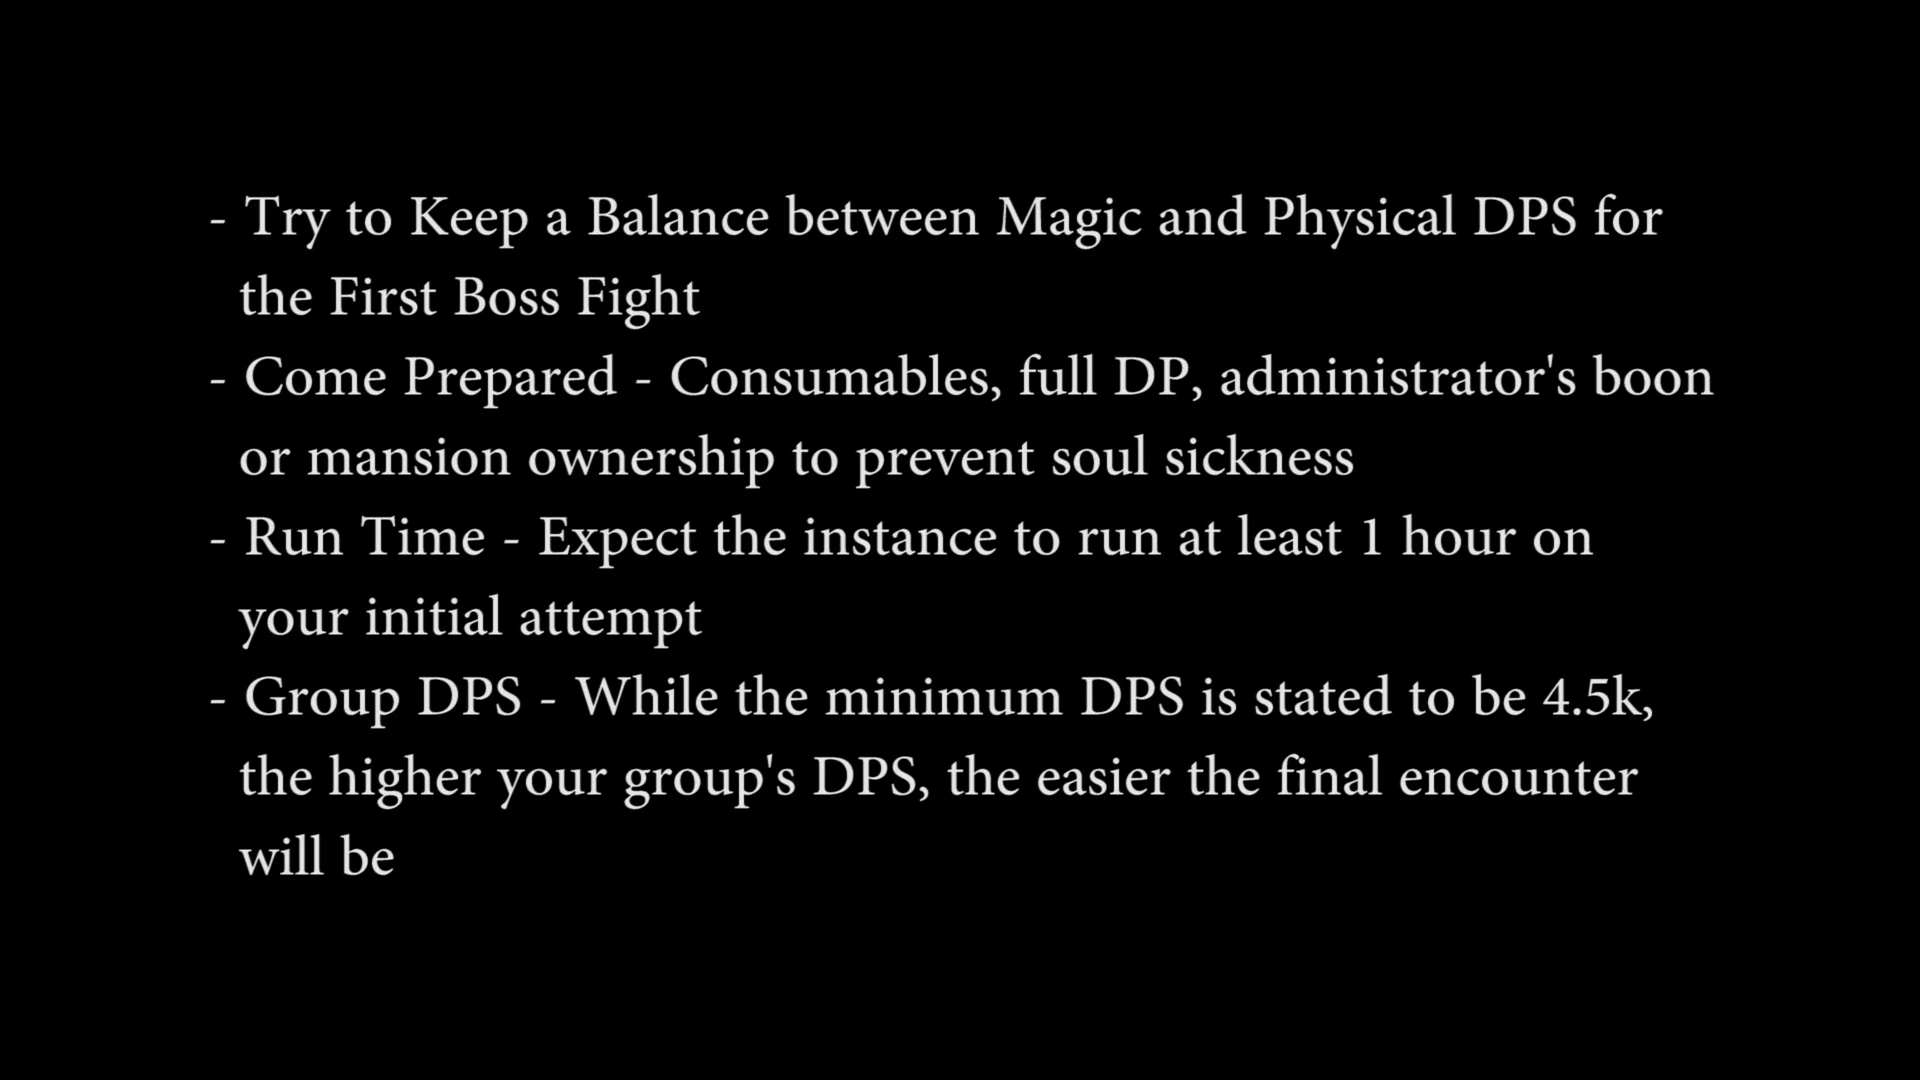 - Try to Keep a Balance between Magic and Physical DPS for
the First Boss Fight
- Come Prepared - Consumables, full DP, administrator's boon
or mansion ownership to prevent soul sickness
- Run Time - Expect the instance to run at least 1 hour on
your initial attempt
- Group DPS - While the minimum DPS is stated to be 4.5k,
the higher your group's DPS, the easier the final encounter
will be